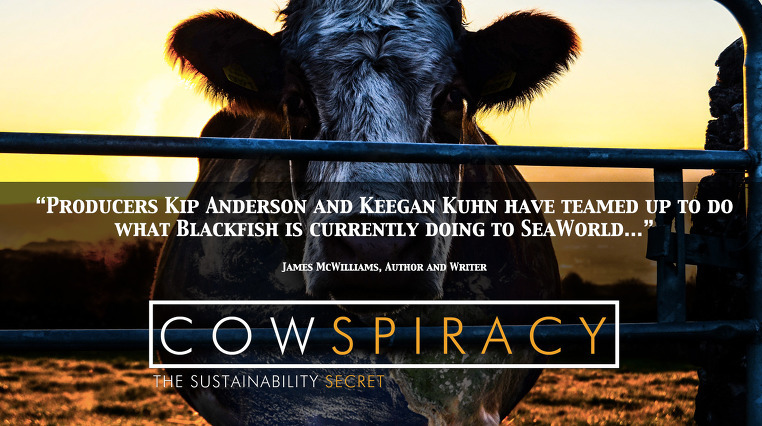 “Producers Kip Anderson and Keegan Kuhn have teamed up to do
what Blackfish is currently doing to SeaWorld...”
James McWilliams, Author and Writer
COWSPIRACY
THE SUSTAINABILITY SECRET